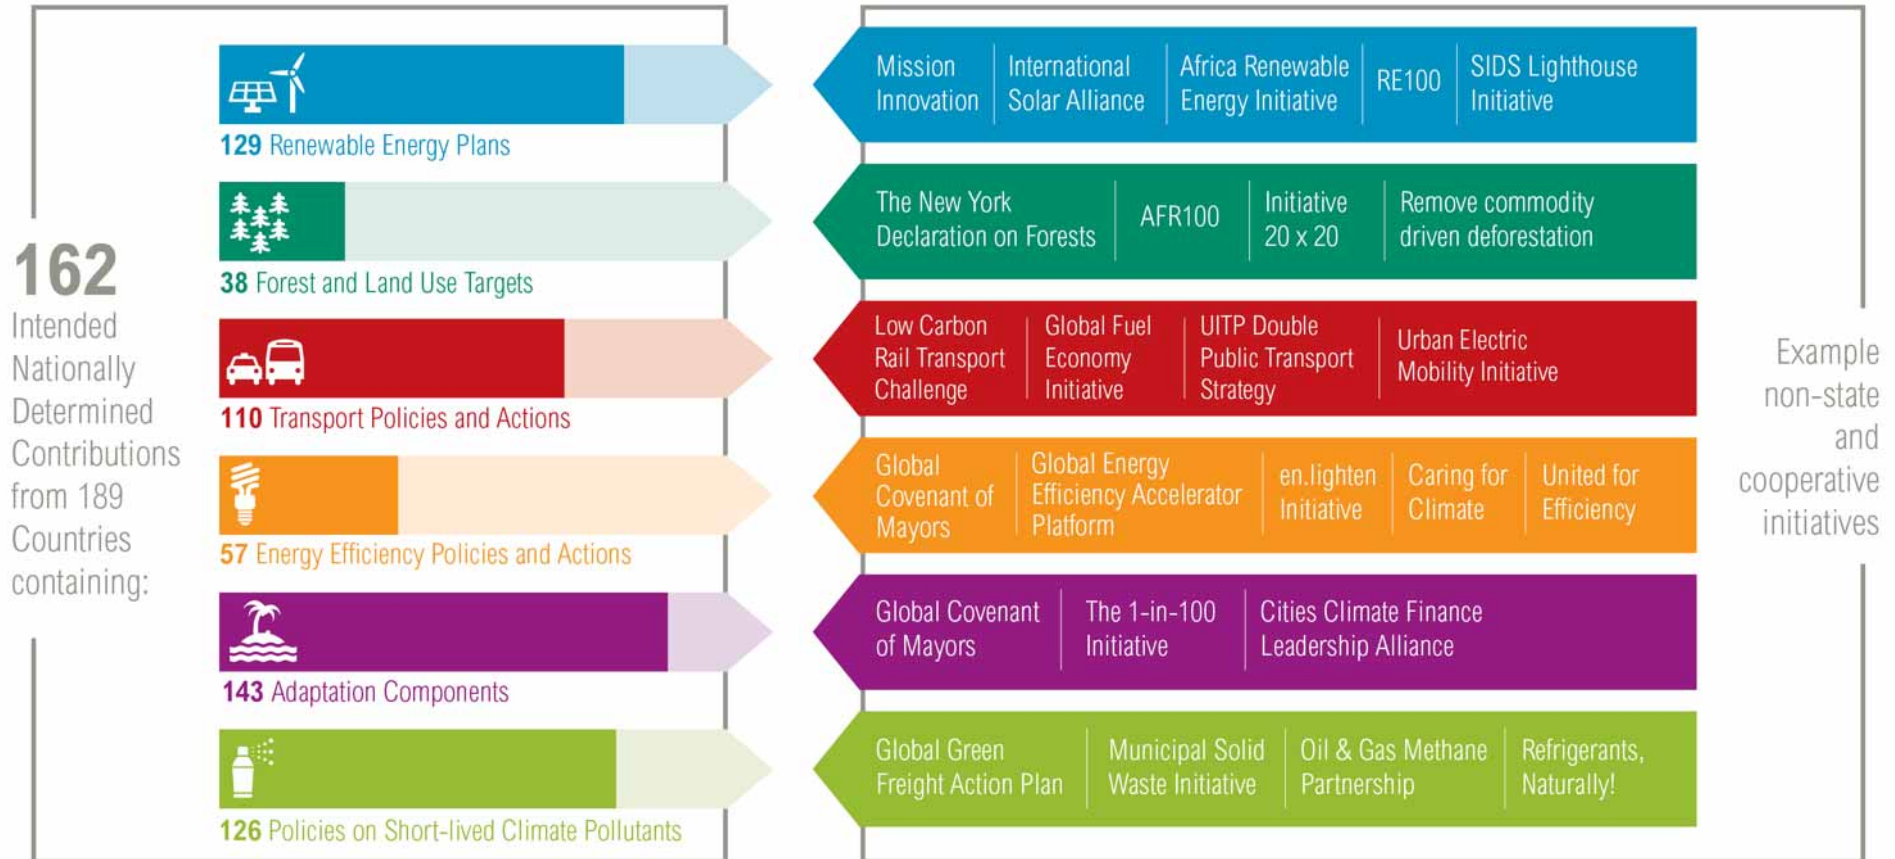 162
Intended
Nationally
Determined
Contributions
from 189
Countries
containing:
129 Renewable Energy Plans
38 Forest and Land Use Targets
110 Transport Policies and Actions
57 Energy Efficiency Policies and Actions
143 Adaptation Components
126 Policies on Short-lived Climate Pollutants
Mission
Innovation
International
Solar Alliance
Africa Renewable
Energy Initiative
RE100
SIDS Lighthouse
Initiative
The New York
Declaration on Forests
AFR100
Initiative
20 x 20
Remove commodity
driven deforestation
Low Carbon
Rail Transport
Challenge
Global Fuel
Economy
Initiative
UITP Double
Public Transport
Strategy
Urban Electric
Mobility Initiative
Global
Covenant of
Mayors
Global Energy
Efficiency Accelerator
Platform
en.lighten
Initiative
Caring for
Climate
United for
Efficiency
Global Covenant
of Mayors
The 1-in-100
Initiative
Cities Climate Finance
Leadership Alliance
Global Green
Freight Action Plan
Municipal Solid
Waste Initiative
Oil & Gas Methane
Partnership
Refrigerants,
Naturally!
Example
non-state
and
cooperative
initiatives